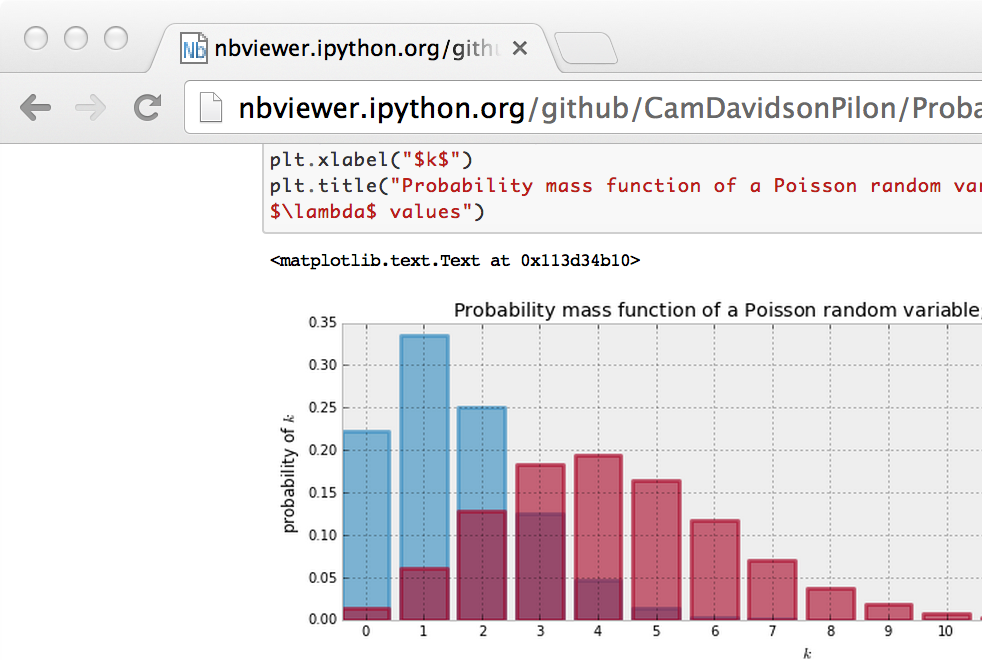 Nb nbviewer.ipython.org/gith
nbviewer.ipython.org/github/CamDavidsonPilon/Proba
plt.xlabel("$k$")
plt.title("Probability mass function of a Poisson random var
$\lambda$ values")
<matplotlib.text.Text at 0x113d34b10>
Probability mass function of a Poisson random variable;
0.35
0.30
0.25
0.20
0.15
0.10
0.05
0.00
probability of k
0 1 2 3 4 5 6 7 8 9 10
k